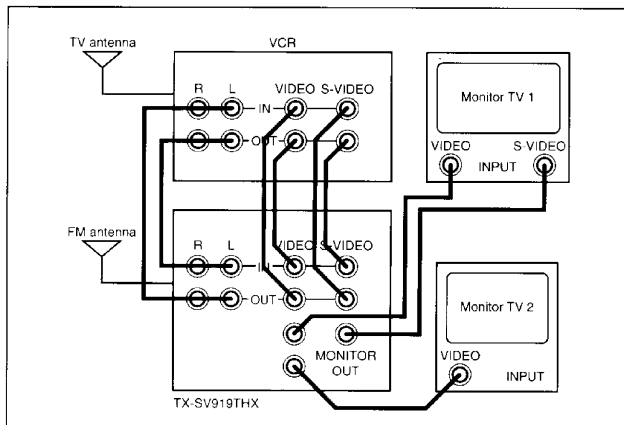 TV antenna
VCR
R L VIDEO S-VIDEO
IN
OUT
Monitor TV 1
VIDEO S-VIDEO
INPUT
FM antenna
R L VIDEO S-VIDEO
IN
OUT
MONITOR
OUT
TX-SV919THX
Monitor TV 2
VIDEO
INPUT